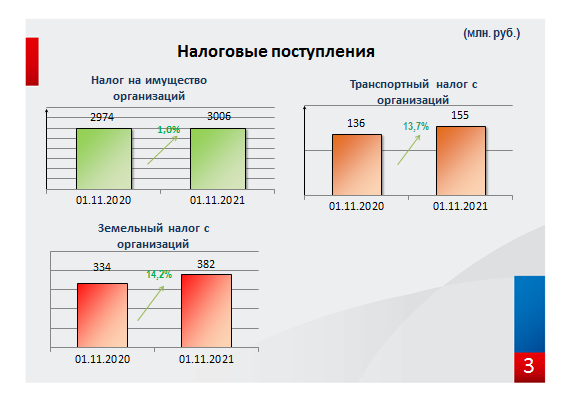 (млн. руб.)
Налоговые поступления
Налог на имущество
организаций
2974
3006
1,0%
01.11.2020
01.11.2021
Транспортный налог с
организаций
136
155
13,7%
01.11.2020
01.11.2021
Земельный налог с
организаций
334
382
14,2%
01.11.2020
01.11.2021
3